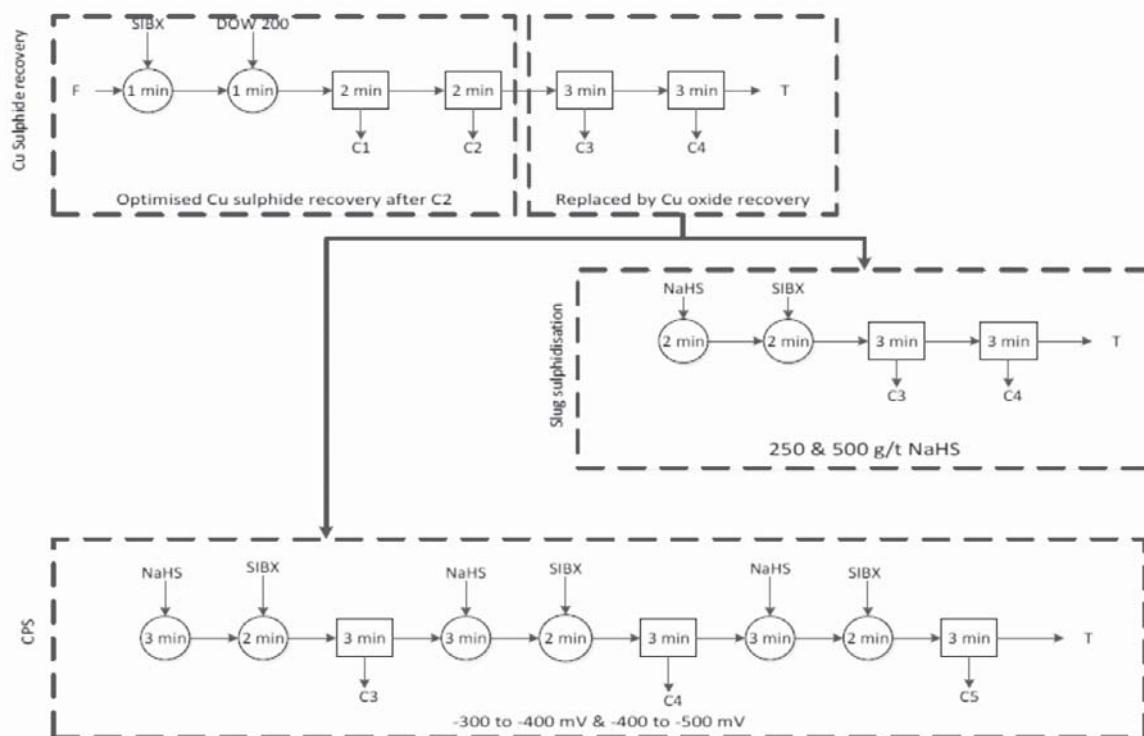 Cu Sulphide recovery
SIBX DOW 200
F 1 min 1 min 2 min 2 min 3 min 3 min T
C1 C2 C3 C4
Optimised Cu sulphide recovery after C2
Replaced by Cu oxide recovery
Slug sulphidisation
NaHS SIBX
2 min 2 min 3 min 3 min T
C3 C4
250 & 500 g/t NaHS
CPS
NaHS SIBX NaHS SIBX NaHS SIBX
3 min 2 min 3 min 3 min 2 min 3 min 3 min 2 min 3 min T
C3 C4 C5
-300 to -400 mV & -400 to -500 mV